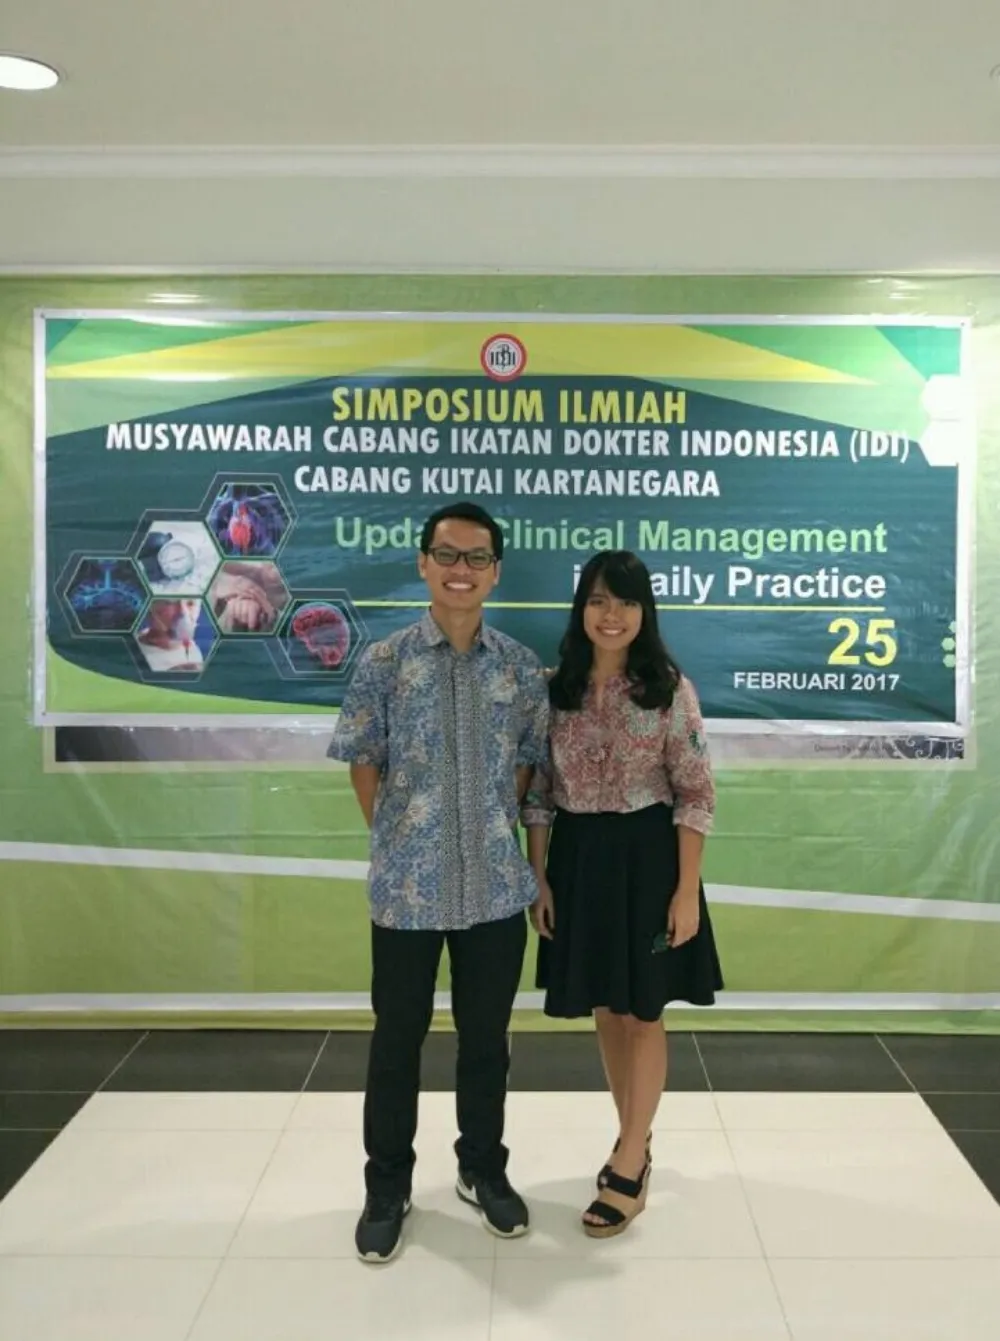 IDI
SIMPOSIUM ILMIAH
MUSYAWARAH CABANG IKATAN DOKTER INDONESIA (IDI)
CABANG KUTAI KARTANEGARA
Clinical Management
Practice
25
FEBRUARI 2017